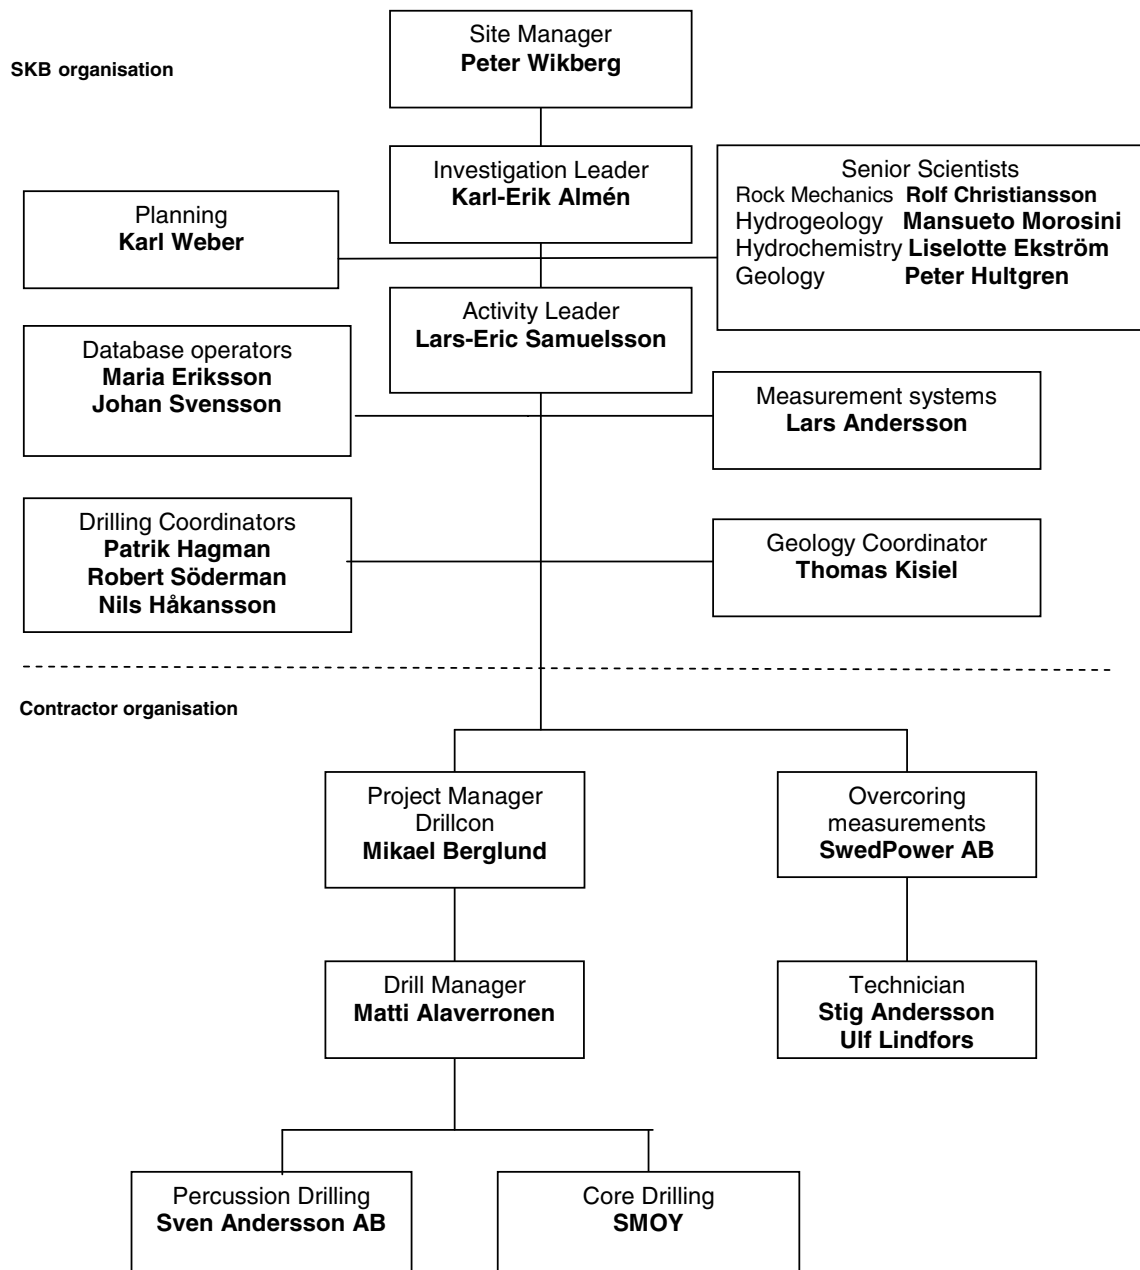 Site Manager
Peter Wikberg
SKB organisation
Investigation Leader
Karl-Erik Almén
Senior Scientists
Rock Mechanics Rolf Christiansson
Hydrogeology Mansueto Morosini
Hydrochemistry Liselotte Ekström
Geology Peter Hultgren
Planning
Karl Weber
Activity Leader
Lars-Eric Samuelsson
Database operators
Maria Eriksson
Johan Svensson
Measurement systems
Lars Andersson
Drilling Coordinators
Patrik Hagman
Robert Söderman
Nils Håkansson
Geology Coordinator
Thomas Kisiel
Contractor organisation
Project Manager
Drillcon
Mikael Berglund
Overcoring
measurements
SwedPower AB
Drill Manager
Matti Alaverronen
Technician
Stig Andersson
Ulf Lindfors
Percussion Drilling
Sven Andersson AB
Core Drilling
SMOY